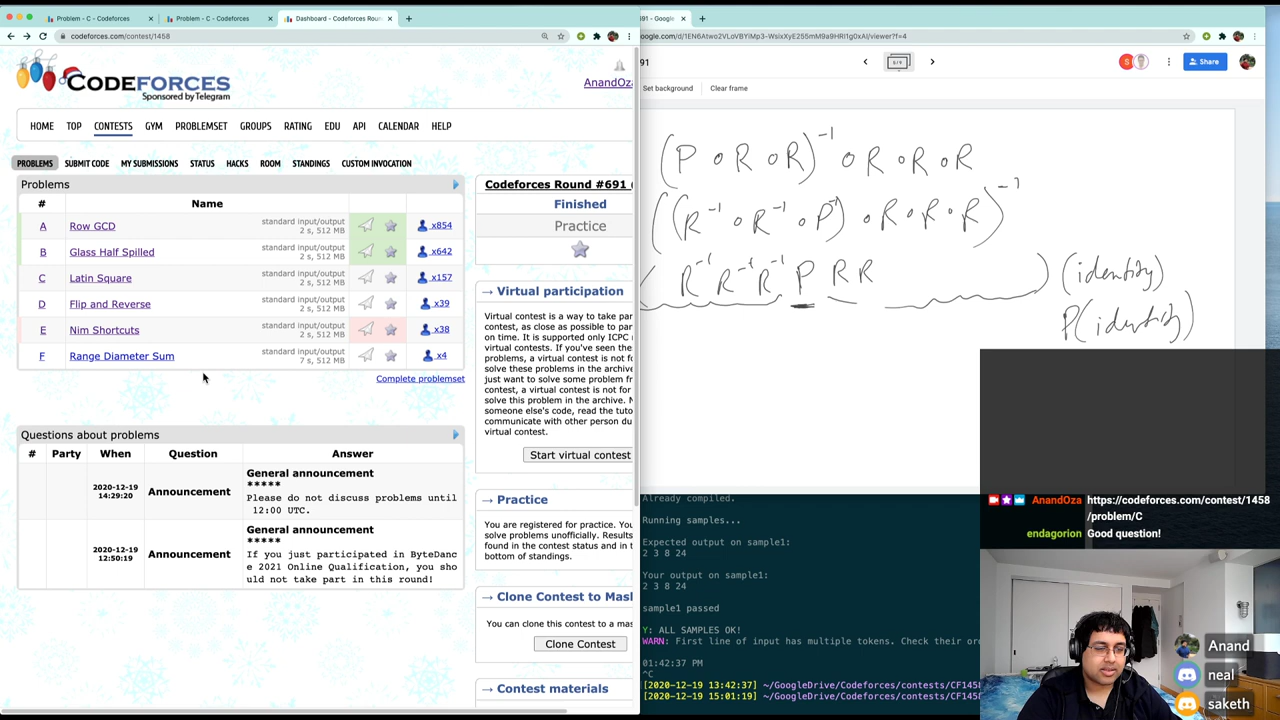 Problem - C - Codeforces
Problem - C - Codeforces
Dashboard - Codeforces Rou
691 - Google
codeforces.com/contest/1458
CODEFORCES
Sponsored by Telegram
AnandOza
HOME TOP CONTESTS GYM PROBLEMSET GROUPS RATING EDU API CALENDAR HELP
PROBLEMS SUBMIT CODE MY SUBMISSIONS STATUS HACKS ROOM STANDINGS CUSTOM INVOCATION
Problems
# Name
A Row GCD standard input/output 2 s, 512 MB x854
B Glass Half Spilled standard input/output 2 s, 512 MB x642
C Latin Square standard input/output 2 s, 512 MB x157
D Flip and Reverse standard input/output 2 s, 512 MB x39
E Nim Shortcuts standard input/output 2 s, 512 MB x38
F Range Diameter Sum standard input/output 7 s, 512 MB x4
Complete problemset
Questions about problems
# Party When Question Answer
2020-12-19 14:29:20 Announcement
General announcement
*****
Please do not discuss problems until
12:00 UTC.
2020-12-19 12:50:19 Announcement
General announcement
*****
If you just participated in ByteDanc
e 2021 Online Qualification, you sho
uld not take part in this round!
Codeforces Round #691
Finished
Practice
→ Virtual participation
Virtual contest is a way to take par
contest, as close as possible to par
on time. It is supported only ICPC
virtual contests. If you've seen the
problems, a virtual contest is not fo
solve these problems in the archive
just want to solve some problem fr
contest, a virtual contest is not for
solve this problem in the archive.
someone else's code, read the tuto
communicate with other person du
virtual contest.
Start virtual contest
→ Practice
You are registered for practice. You
solve problems unofficially. Results
found in the contest status and in t
bottom of standings.
→ Clone Contest to Mas
You can clone this contest to a mas
Clone Contest
→ Contest materials
91
5/9
S
Share
Set background
Clear frame
(P ∘ R ∘ R)⁻¹ ∘ R ∘ R ∘ R
((R⁻¹ ∘ R⁻¹ ∘ P⁻¹) ∘ R ∘ R ∘ R)⁻¹
( R⁻¹ R⁻¹ R⁻¹ P R R ) (identity)
P(identity)
Already compiled.
Running samples...
Expected output on sample1:
2 3 8 24
Your output on sample1:
2 3 8 24
sample1 passed
Y: ALL SAMPLES OK!
WARN: First line of input has multiple tokens. Check their or
01:42:37 PM
^C
[2020-12-19 13:42:37] ~/GoogleDrive/Codeforces/contests/CF145
[2020-12-19 15:01:19] ~/GoogleDrive/Codeforces/contests/CF145
AnandOza https://codeforces.com/contest/1458
/problem/C
endagorion Good question!
Anand
neal
saketh